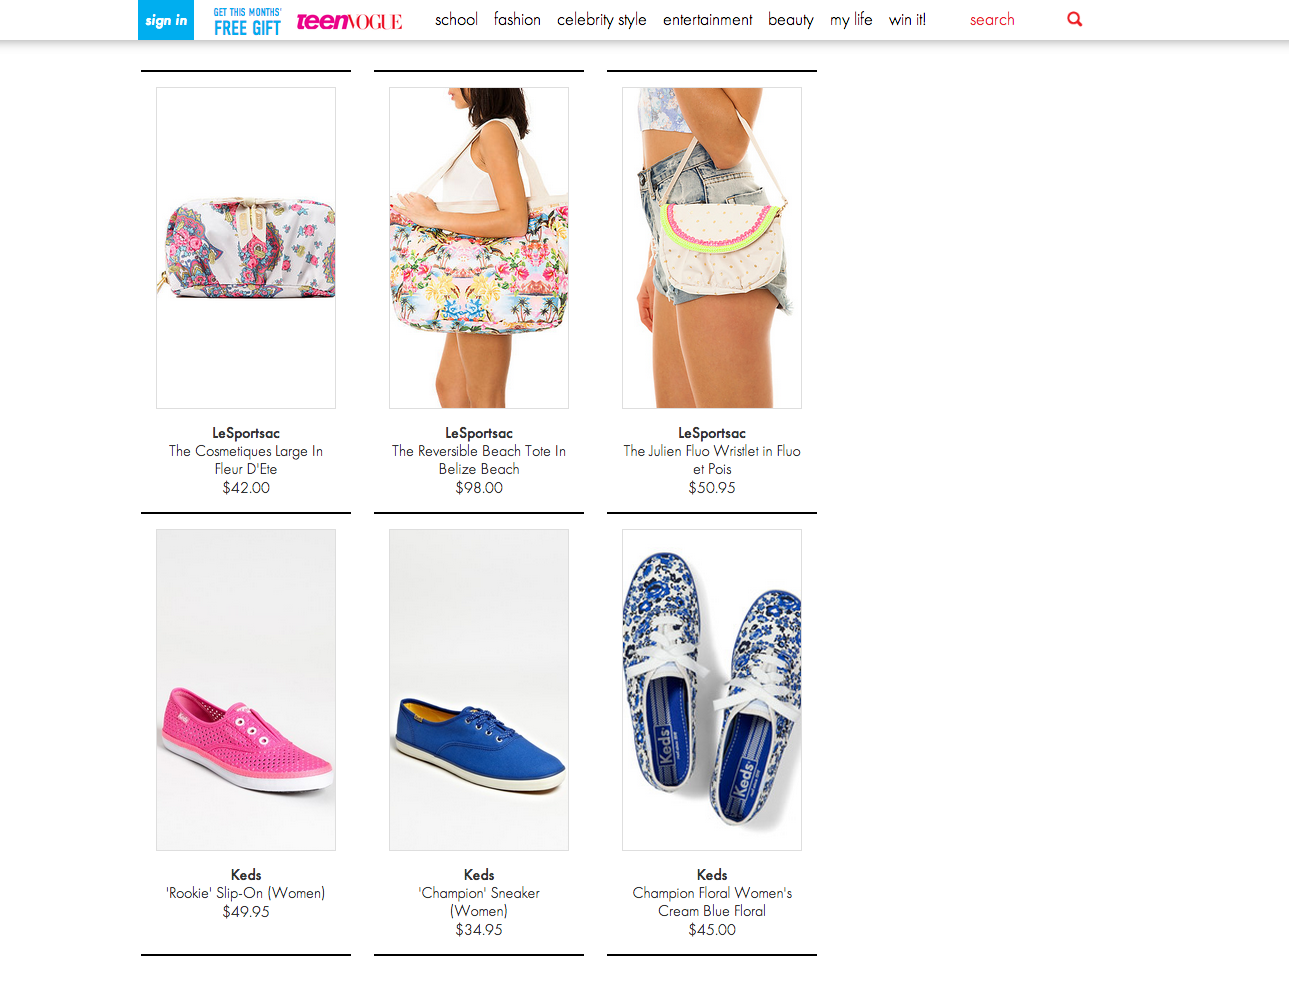 sign in
GET THIS MONTHS'
FREE GIFT
teenVOGUE
school fashion celebrity style entertainment beauty my life win it!
search
LeSportsac
The Cosmetiques Large In
Fleur D'Ete
$42.00
LeSportsac
The Reversible Beach Tote In
Belize Beach
$98.00
LeSportsac
The Julien Fluo Wristlet in Fluo
et Pois
$50.95
Keds
Keds
Keds
Keds
'Rookie' Slip-On (Women)
$49.95
Keds
'Champion' Sneaker
(Women)
$34.95
Keds
Champion Floral Women's
Cream Blue Floral
$45.00